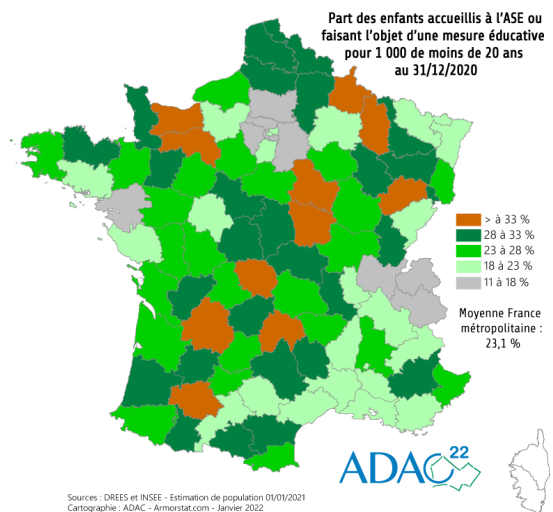 Part des enfants accueillis à l'ASE ou
faisant l'objet d'une mesure éducative
pour 1 000 de moins de 20 ans
au 31/12/2020
> à 33 %
28 à 33 %
23 à 28 %
18 à 23 %
11 à 18 %
Moyenne France
métropolitaine :
23,1 %
ADAC 22
Sources : DREES et INSEE - Estimation de population 01/01/2021
Cartographie : ADAC - Armorstat.com - Janvier 2022